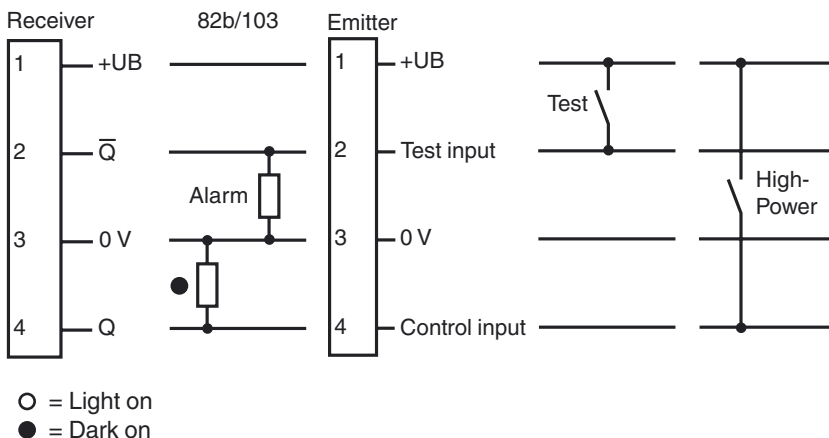 Receiver 82b/103 Emitter
1 +UB 1 +UB
Test
2 Q̅ 2 Test input
Alarm High-
Power
3 0 V 3 0 V
4 Q 4 Control input
= Light on
= Dark on